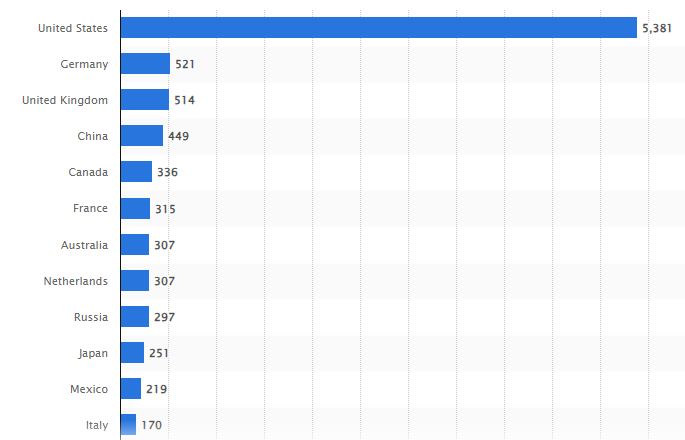 United States 5,381
Germany 521
United Kingdom 514
China 449
Canada 336
France 315
Australia 307
Netherlands 307
Russia 297
Japan 251
Mexico 219
Italy 170